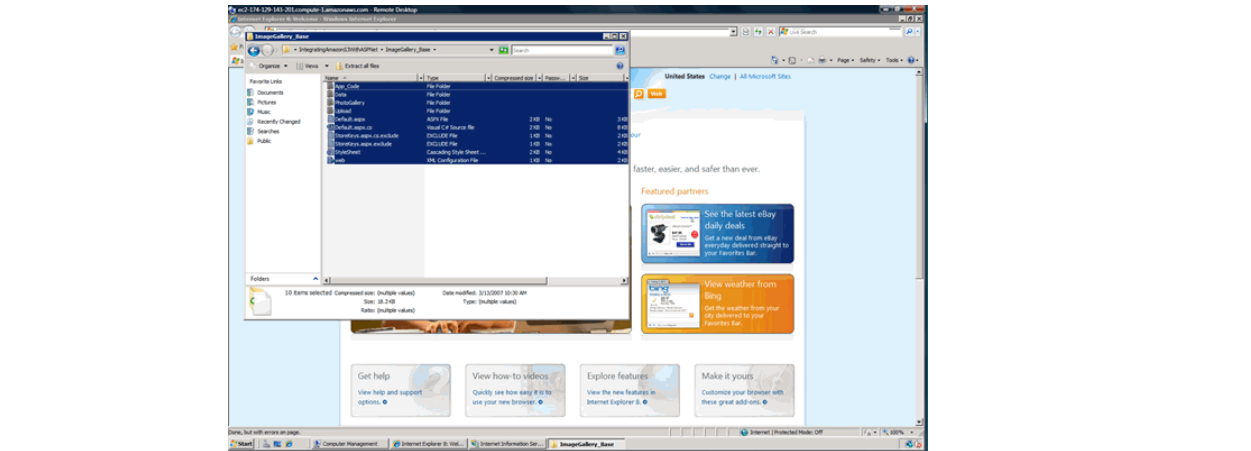 ec2-174-129-143-201.compute-1.amazonaws.com - Remote Desktop
Internet Explorer 8: Welcome - Windows Internet Explorer
Live Search
ImageGallery_Base
IntegratingAmazonS3WithASPNet
ImageGallery_Base
Search
Organize
Views
Extract all files
Page
Safety
Tools
Favorite Links
Documents
Pictures
Music
Recently Changed
Searches
Public
Folders
Name Type Compressed size Passw... Size
App_Code File Folder
Data File Folder
PhotoGallery File Folder
Upload File Folder
Default.aspx ASPX File 2 KB No 3 KB
Default.aspx.cs Visual C# Source file 2 KB No 8 KB
StoreKeys.aspx.cs.exclude EXCLUDE File 1 KB No 2 KB
StoreKeys.aspx.exclude EXCLUDE File 1 KB No 2 KB
StyleSheet Cascading Style Sheet ... 2 KB No 4 KB
web XML Configuration File 1 KB No 2 KB
10 items selected Compressed size: (multiple values) Date modified: 3/13/2007 10:30 AM
Size: 18.3 KB Type: (multiple values)
Ratio: (multiple values)
United States Change | All Microsoft Sites
Web
our
faster, easier, and safer than ever.
Featured partners
See the latest eBay
daily deals
Get a new deal from eBay
everyday delivered straight to
your Favorites Bar.
bing
View weather from
Bing
Get the weather from your
city delivered to your
Favorites Bar.
Get help
View help and support
options.
View how-to videos
Quickly see how easy it is to
use your new browser.
Explore features
View the new features in
Internet Explorer 8.
Make it yours
Customize your browser with
these great add-ons.
Done, but with errors on page.
Internet | Protected Mode: Off
100%
Start
Computer Management
Internet Explorer 8: Wel...
Internet Information Ser...
ImageGallery_Base